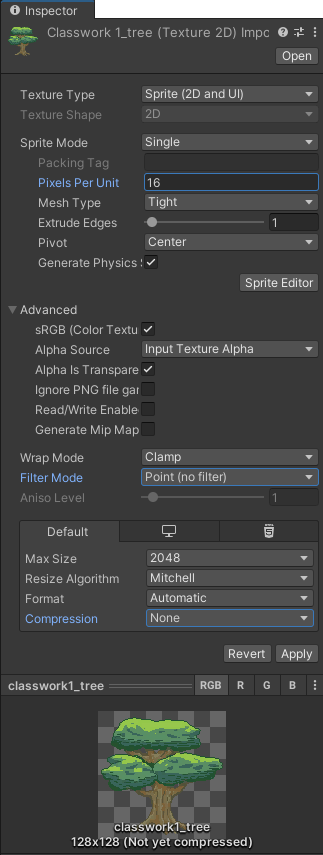 Inspector
Classwork 1_tree (Texture 2D) Impo
Open
Texture Type Sprite (2D and UI)
Texture Shape 2D
Sprite Mode Single
Packing Tag
Pixels Per Unit 16
Mesh Type Tight
Extrude Edges 1
Pivot Center
Generate Physics S
Sprite Editor
Advanced
sRGB (Color Textu
Alpha Source Input Texture Alpha
Alpha Is Transpare
Ignore PNG file gar
Read/Write Enable
Generate Mip Map
Wrap Mode Clamp
Filter Mode Point (no filter)
Aniso Level 1
Default
Max Size 2048
Resize Algorithm Mitchell
Format Automatic
Compression None
Revert Apply
classwork1_tree RGB R G B
classwork1_tree
128x128 (Not yet compressed)